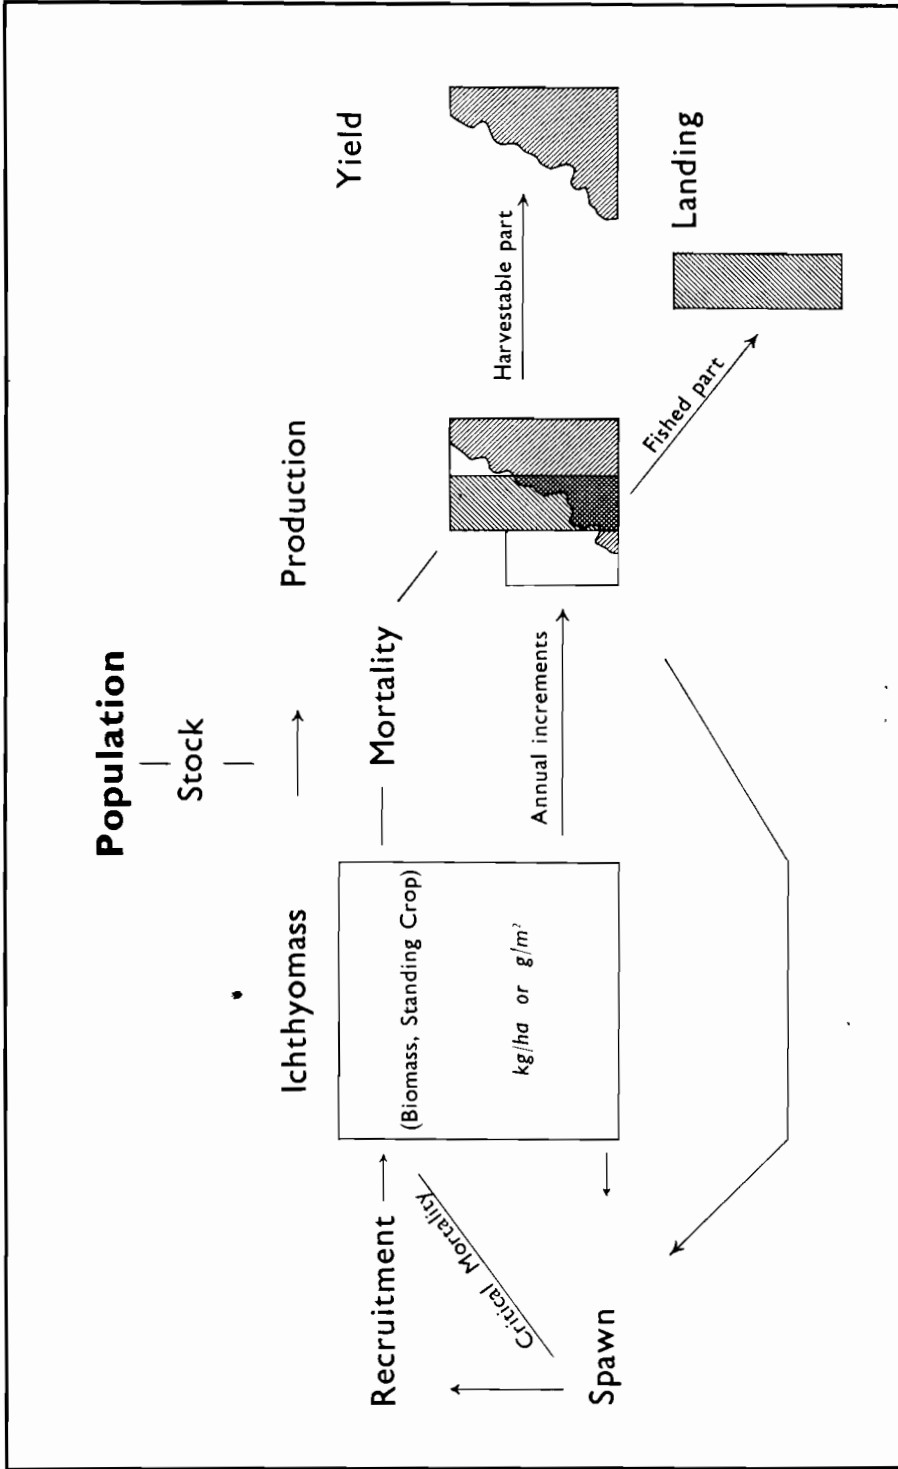 Population
Stock
Ichthyomass
Production
Yield
Recruitment
Mortality
(Biomass, Standing Crop)
Critical Mortality
Harvestable part
kg/ha or g/m²
Annual increments
Spawn
Fished part
Landing